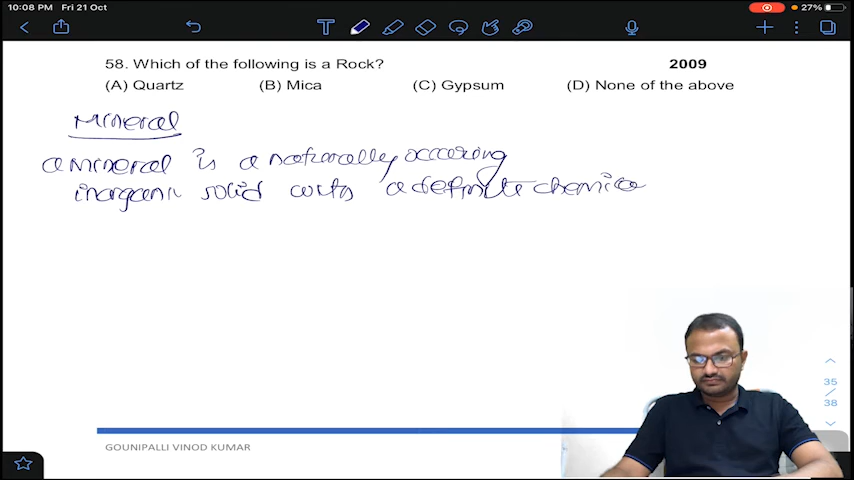 10:08 PM Fri 21 Oct
27%
58. Which of the following is a Rock? 2009
(A) Quartz (B) Mica (C) Gypsum (D) None of the above
Mineral
a mineral is a naturally occuring
inorganic solid with a definite chemica
35
38
GOUNIPALLI VINOD KUMAR